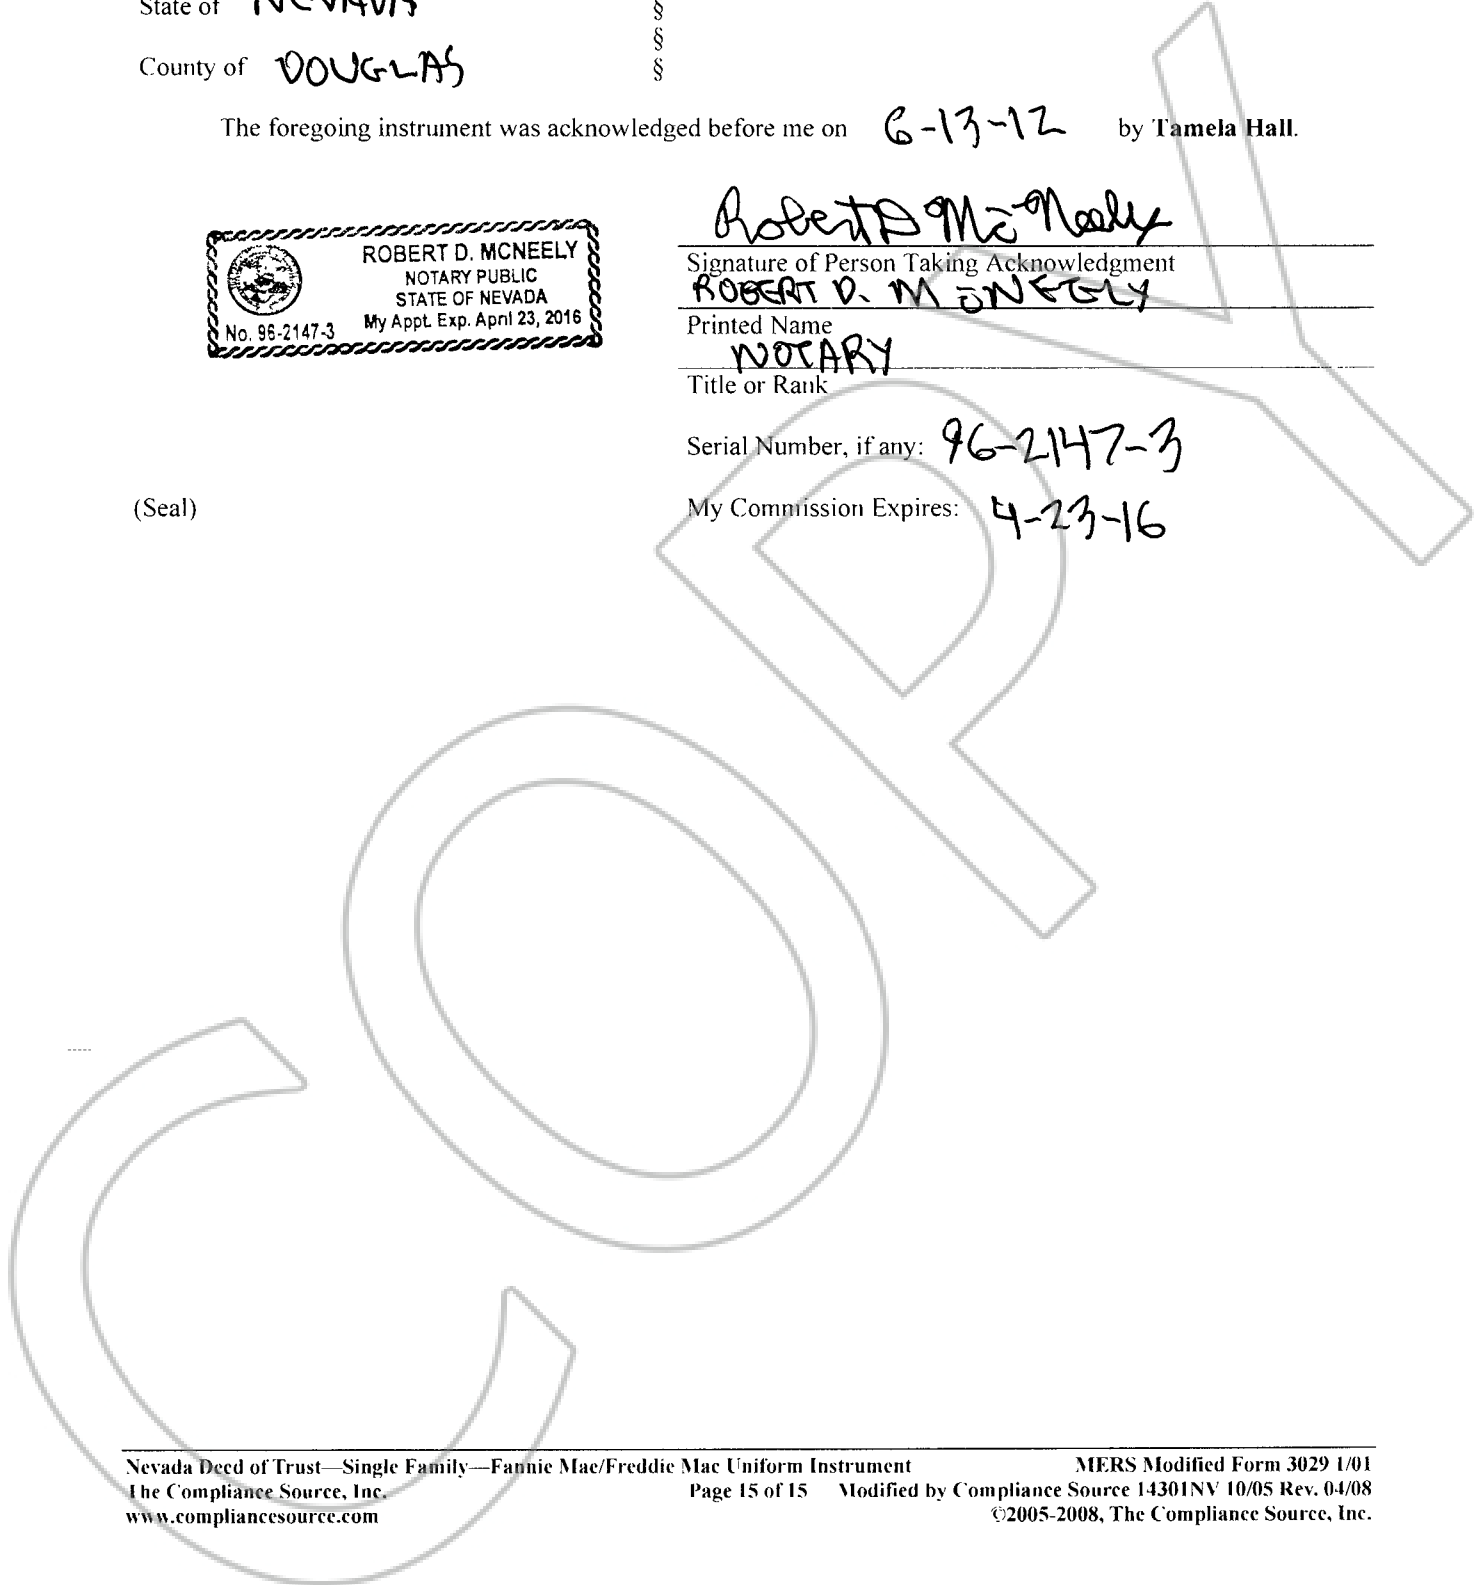 State of NEVADA §
§
County of DOUGLAS §
The foregoing instrument was acknowledged before me on 6-13-12 by Tamela Hall.
Robert D McNeely
ROBERT D. MCNEELY
NOTARY PUBLIC
STATE OF NEVADA
No. 96-2147-3 My Appt. Exp. April 23, 2016
Signature of Person Taking Acknowledgment
ROBERT D. McNEELY
Printed Name
NOTARY
Title or Rank
Serial Number, if any: 96-2147-3
(Seal) My Commission Expires: 4-23-16
COPY
Nevada Deed of Trust—Single Family—Fannie Mae/Freddie Mac Uniform Instrument MERS Modified Form 3029 1/01
The Compliance Source, Inc. Page 15 of 15 Modified by Compliance Source 14301NV 10/05 Rev. 04/08
www.compliancesource.com ©2005-2008, The Compliance Source, Inc.